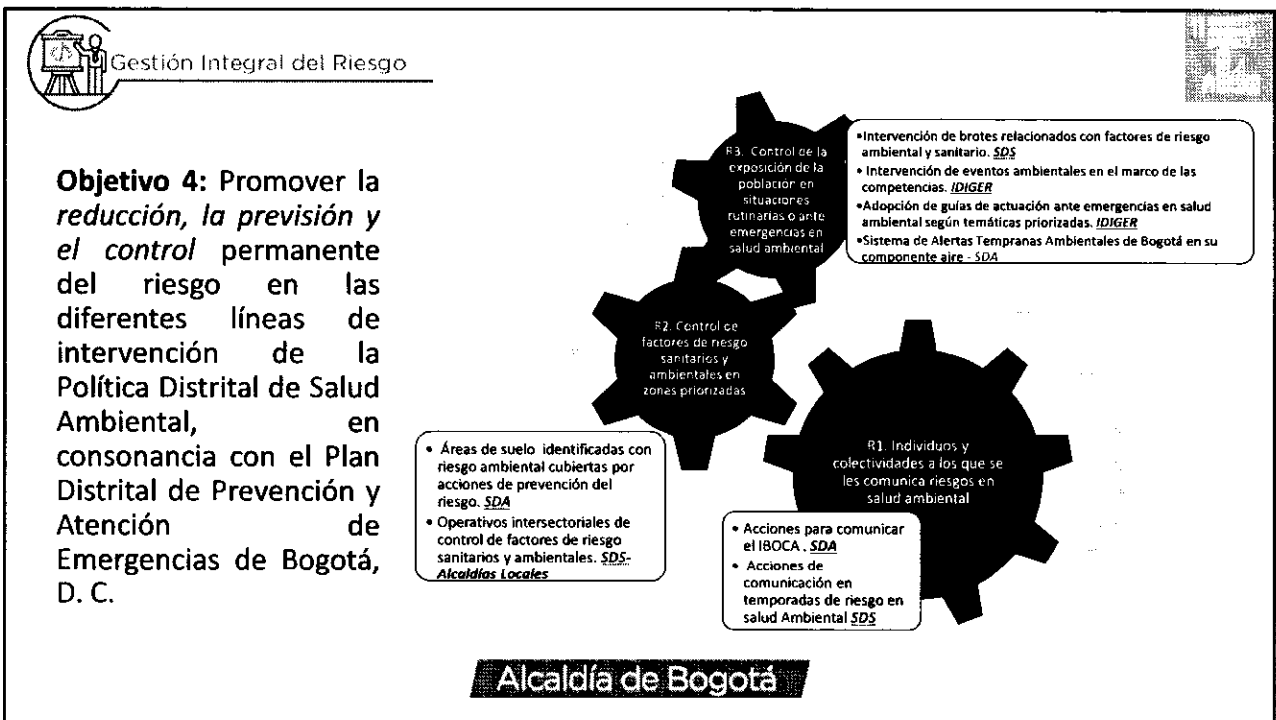 Gestión Integral del Riesgo
Objetivo 4: Promover la
reducción, la previsión y
el control permanente
del riesgo en las
diferentes líneas de
intervención de la
Política Distrital de Salud
Ambiental, en
consonancia con el Plan
Distrital de Prevención y
Atención de
Emergencias de Bogotá,
D. C.
R3. Control de la
exposición de la
población en
situaciones
rutinarias o ante
emergencias en
salud ambiental
•Intervención de brotes relacionados con factores de riesgo
ambiental y sanitario. SDS
• Intervención de eventos ambientales en el marco de las
competencias. IDIGER
•Adopción de guías de actuación ante emergencias en salud
ambiental según temáticas priorizadas. IDIGER
•Sistema de Alertas Tempranas Ambientales de Bogotá en su
componente aire - SDA
R2. Control de
factores de riesgo
sanitarios y
ambientales en
zonas priorizadas
• Áreas de suelo identificadas con
riesgo ambiental cubiertas por
acciones de prevención del
riesgo. SDA
• Operativos intersectoriales de
control de factores de riesgo
sanitarios y ambientales. SDS-
Alcaldías Locales
R1. Individuos y
colectividades a los que se
les comunica riesgos en
salud ambiental
• Acciones para comunicar
el IBOCA . SDA
• Acciones de
comunicación en
temporadas de riesgo en
salud Ambiental SDS
Alcaldía de Bogotá